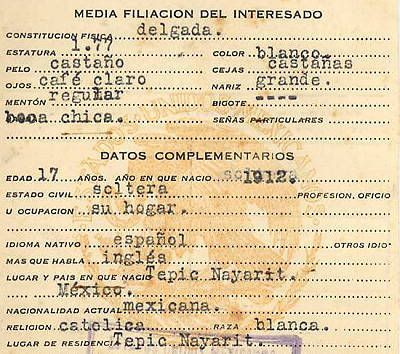 MEDIA FILIACION DEL INTERESADO
CONSTITUCION FISICA delgada.
ESTATURA 1.77 COLOR blanco
PELO castaño CEJAS castañas
OJOS café claro NARIZ grande.
MENTÓN regular BIGOTE ----
boca chica. SEÑAS PARTICULARES
DATOS COMPLEMENTARIOS
EDAD 17 AÑOS. AÑO EN QUE NACIO 1912
ESTADO CIVIL soltera PROFESION, OFICIO
U OCUPACION su hogar.
IDIOMA NATIVO español OTROS IDIO
MAS QUE HABLA ingléa
LUGAR Y PAIS EN QUE NACIO Tepic Nayarit.
México.
NACIONALIDAD ACTUAL mexicana.
RELIGION catolica RAZA blanca.
LUGAR DE RESIDENCIA Tepic Nayarit.